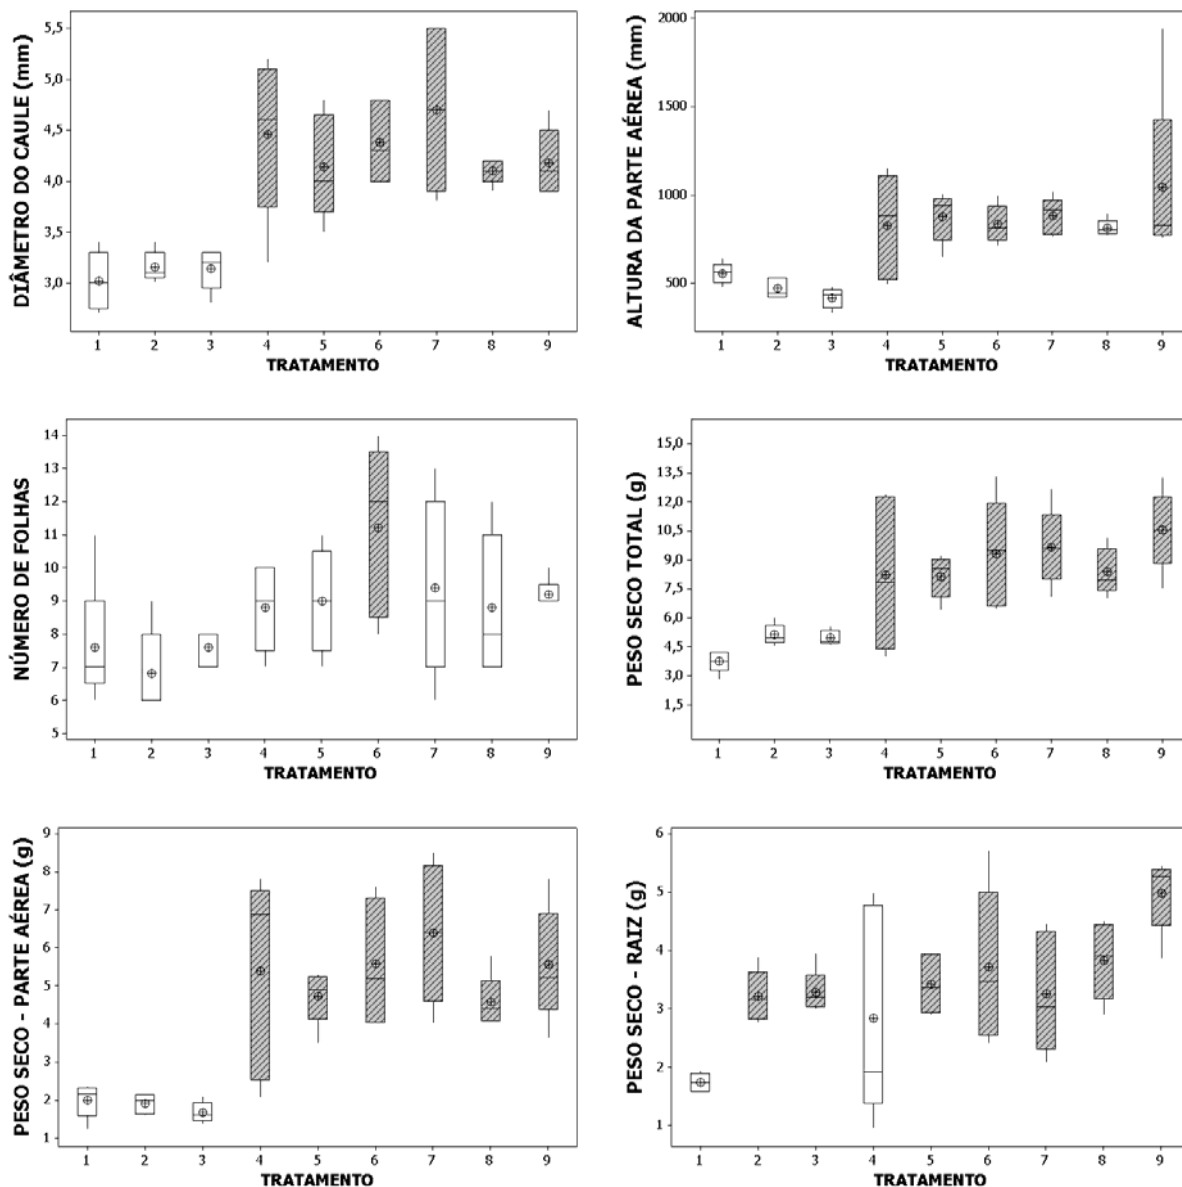 DIÂMETRO DO CAULE (mm)
5,5
5,0
4,5
4,0
3,5
3,0
1 2 3 4 5 6 7 8 9
TRATAMENTO
ALTURA DA PARTE AÉREA (mm)
2000
1500
1000
500
1 2 3 4 5 6 7 8 9
TRATAMENTO
NÚMERO DE FOLHAS
14
13
12
11
10
9
8
7
6
5
1 2 3 4 5 6 7 8 9
TRATAMENTO
PESO SECO TOTAL (g)
15,0
13,5
12,0
10,5
9,0
7,5
6,0
4,5
3,0
1,5
1 2 3 4 5 6 7 8 9
TRATAMENTO
PESO SECO - PARTE AÉREA (g)
9
8
7
6
5
4
3
2
1
1 2 3 4 5 6 7 8 9
TRATAMENTO
PESO SECO - RAIZ (g)
6
5
4
3
2
1
1 2 3 4 5 6 7 8 9
TRATAMENTO